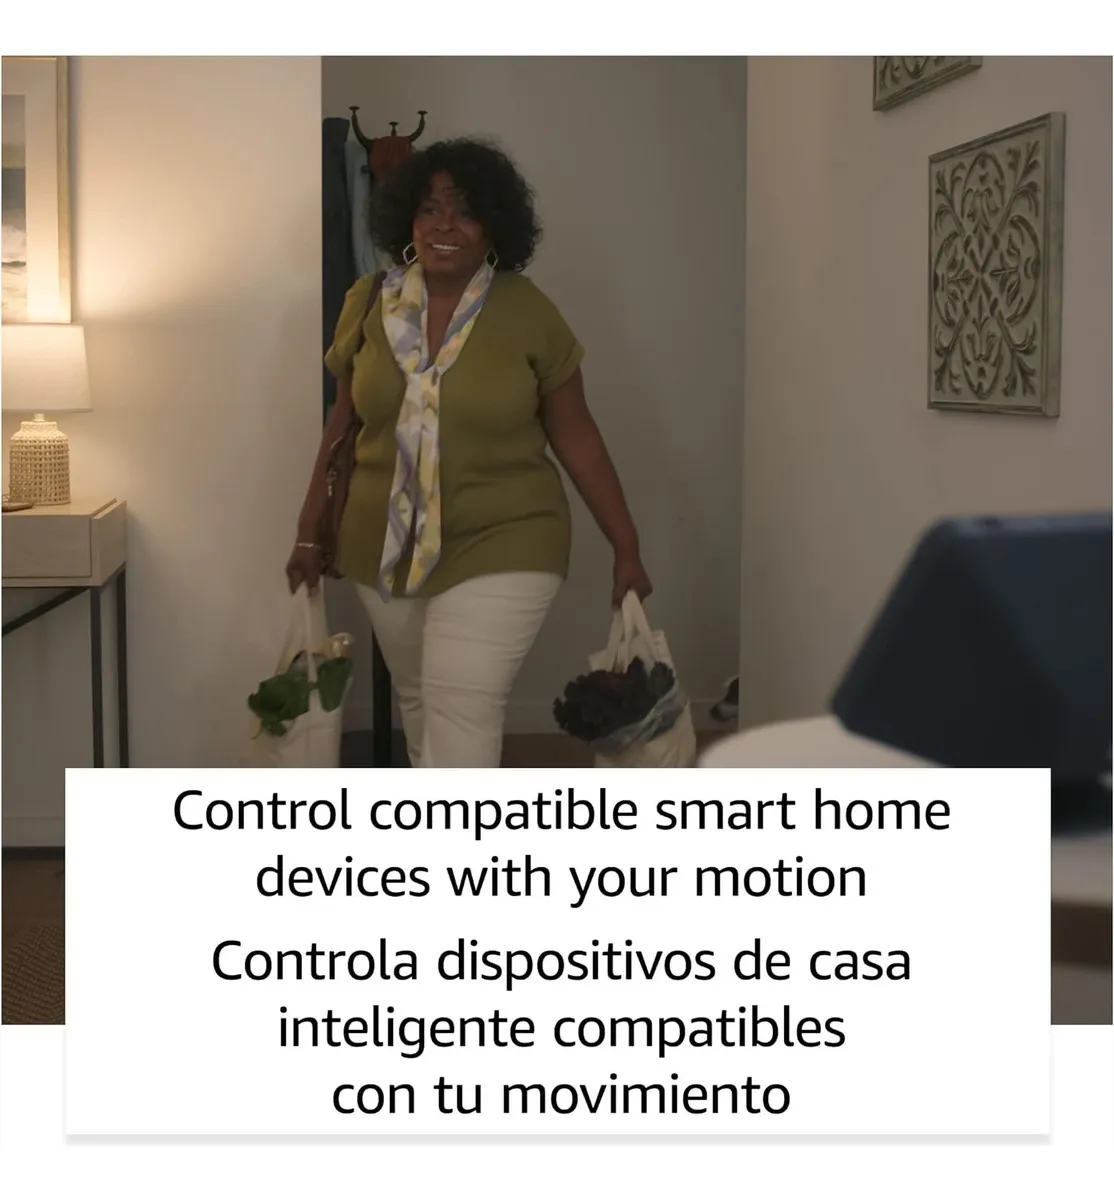 Control compatible smart home
devices with your motion
Controla dispositivos de casa
inteligente compatibles
con tu movimiento